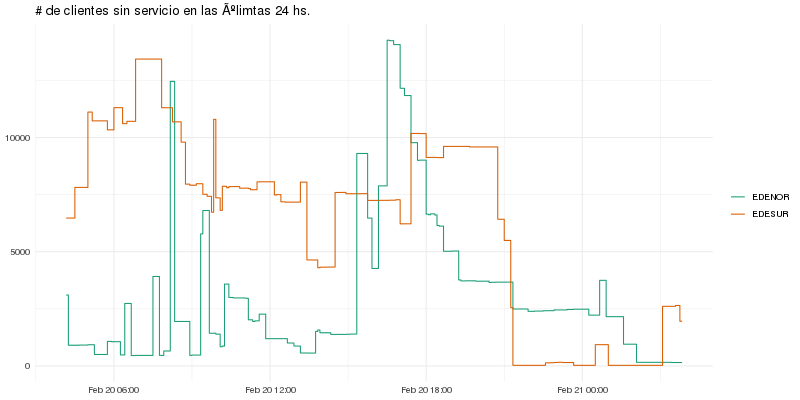 # de clientes sin servicio en las Ãºlimtas 24 hs.
10000
5000
0
Feb 20 06:00
Feb 20 12:00
Feb 20 18:00
Feb 21 00:00
EDENOR
EDESUR